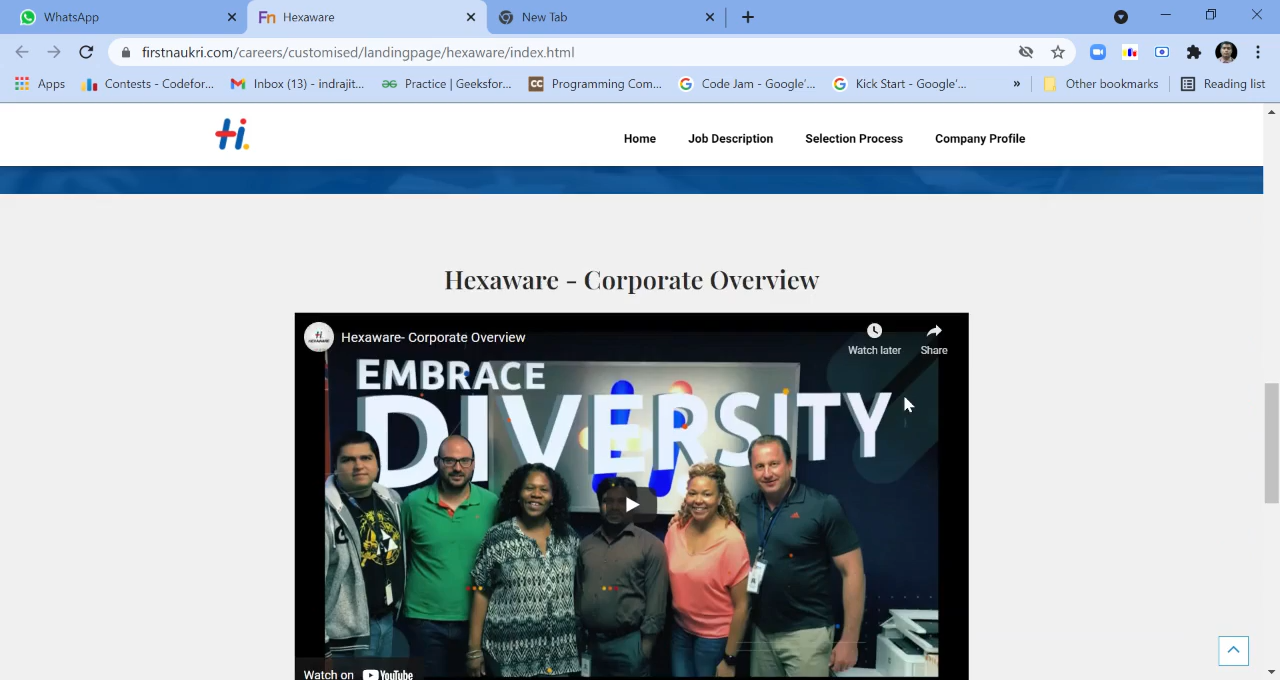 WhatsApp
Hexaware
New Tab
firstnaukri.com/careers/customised/landingpage/hexaware/index.html
Apps
Contests - Codefor...
Inbox (13) - indrajit...
Practice | Geeksfor...
Programming Com...
Code Jam - Google'...
Kick Start - Google'...
»
Other bookmarks
Reading list
Hi.
Home
Job Description
Selection Process
Company Profile
Hexaware - Corporate Overview
Hexaware- Corporate Overview
Watch later
Share
EMBRACE
DIVERSITY
Watch on YouTube